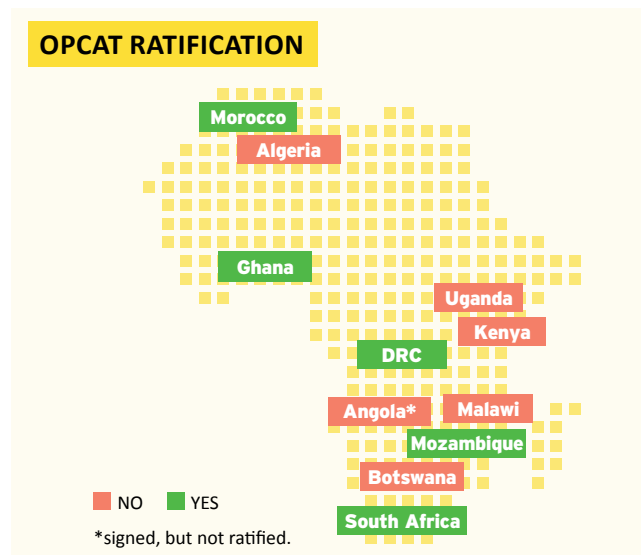 OPCAT RATIFICATION
Morocco
Algeria
Ghana
Uganda
Kenya
DRC
Angola*
Malawi
Mozambique
Botswana
NO
YES
South Africa
*signed, but not ratified.